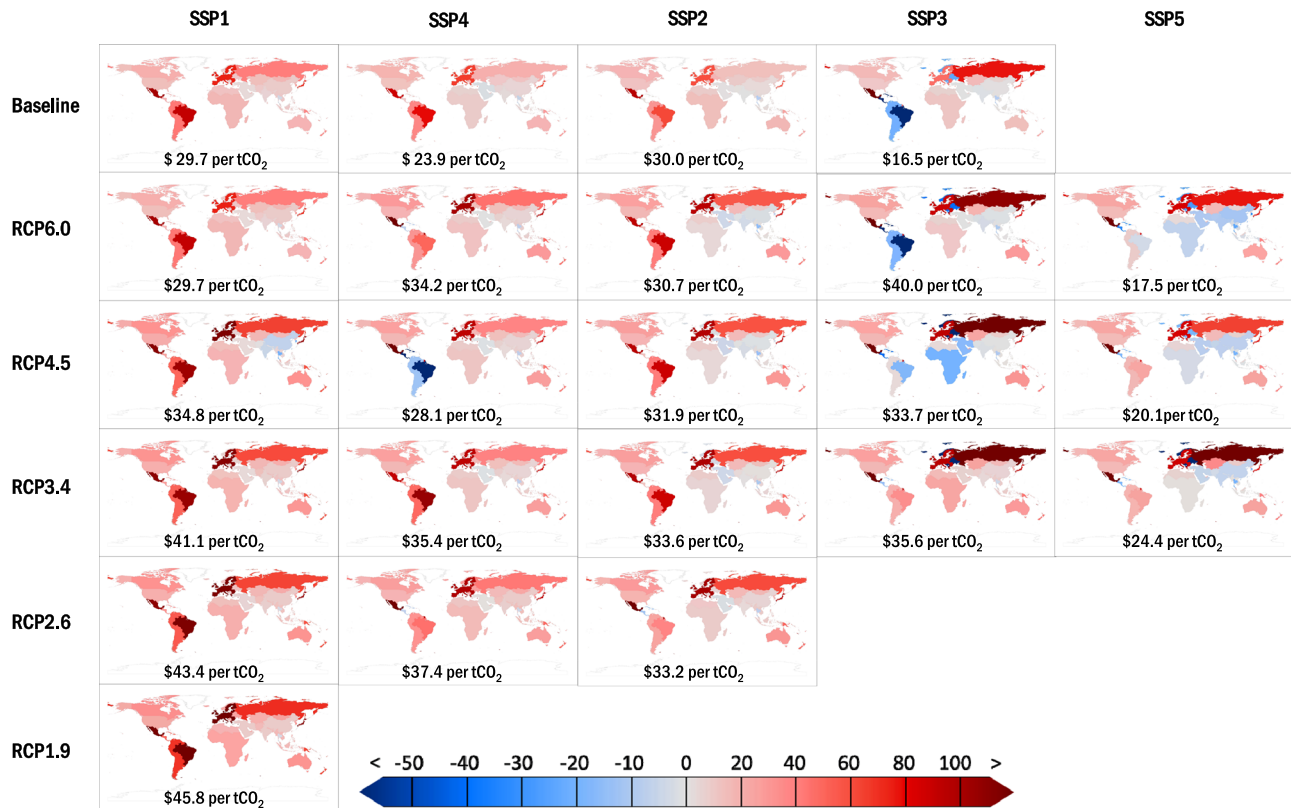 SSP1 SSP4 SSP2 SSP3 SSP5
Baseline
$ 29.7 per tCO₂ $ 23.9 per tCO₂ $30.0 per tCO₂ $16.5 per tCO₂
RCP6.0
$29.7 per tCO₂ $34.2 per tCO₂ $30.7 per tCO₂ $40.0 per tCO₂ $17.5 per tCO₂
RCP4.5
$34.8 per tCO₂ $28.1 per tCO₂ $31.9 per tCO₂ $33.7 per tCO₂ $20.1per tCO₂
RCP3.4
$41.1 per tCO₂ $35.4 per tCO₂ $33.6 per tCO₂ $35.6 per tCO₂ $24.4 per tCO₂
RCP2.6
$43.4 per tCO₂ $37.4 per tCO₂ $33.2 per tCO₂
RCP1.9
< -50 -40 -30 -20 -10 0 20 40 60 80 100 >
$45.8 per tCO₂